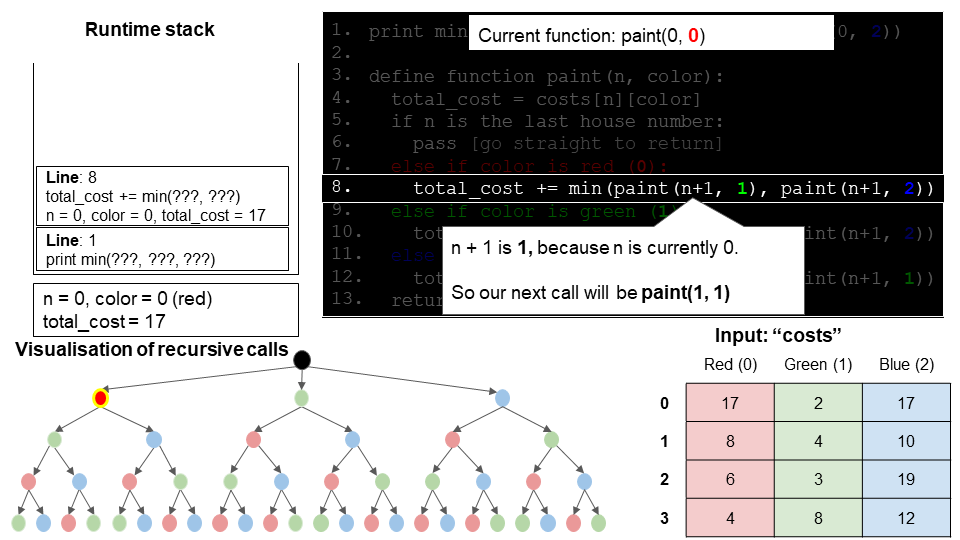 Runtime stack
Line: 8
total_cost += min(???, ???)
n = 0, color = 0, total_cost = 17
Line: 1
print min(???, ???, ???)
n = 0, color = 0 (red)
total_cost = 17
Current function: paint(0, 0)
1. print min 0, 2))
2.
3. define function paint(n, color):
4. total_cost = costs[n][color]
5. if n is the last house number:
6. pass [go straight to return]
7. else if color is red (0):
8. total_cost += min(paint(n+1, 1), paint(n+1, 2))
9. else if color is green (1)
10. tot int(n+1, 2))
11. else
12. tot int(n+1, 1))
13. retur
n + 1 is 1, because n is currently 0.
So our next call will be paint(1, 1)
Visualisation of recursive calls
Input: “costs”
Red (0) Green (1) Blue (2)
0 17 2 17
1 8 4 10
2 6 3 19
3 4 8 12